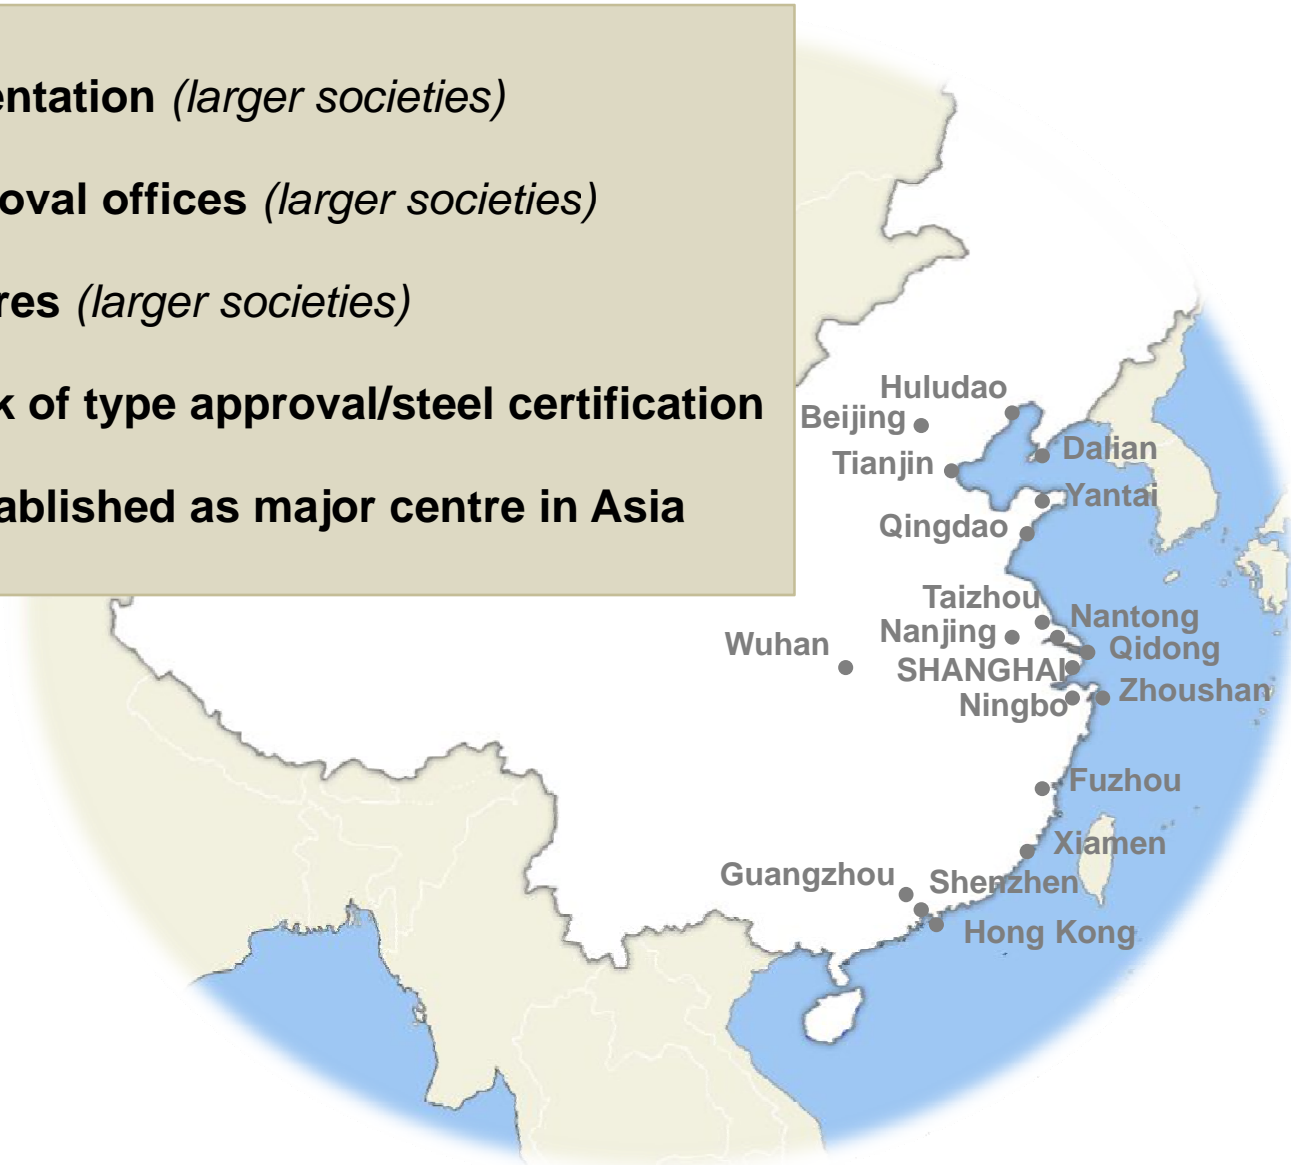 entation (larger societies)
oval offices (larger societies)
res (larger societies)
k of type approval/steel certification
ablished as major centre in Asia
Huludao
Beijing
Tianjin
Dalian
Yantai
Qingdao
Taizhou
Nantong
Nanjing
Qidong
Wuhan
SHANGHAI
Zhoushan
Ningbo
Fuzhou
Xiamen
Guangzhou
Shenzhen
Hong Kong